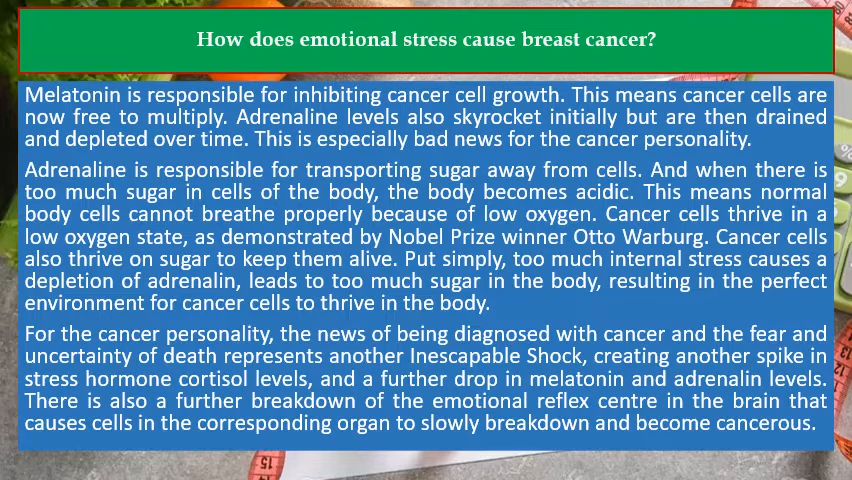 How does emotional stress cause breast cancer?
Melatonin is responsible for inhibiting cancer cell growth. This means cancer cells are
now free to multiply. Adrenaline levels also skyrocket initially but are then drained
and depleted over time. This is especially bad news for the cancer personality.
Adrenaline is responsible for transporting sugar away from cells. And when there is
too much sugar in cells of the body, the body becomes acidic. This means normal
body cells cannot breathe properly because of low oxygen. Cancer cells thrive in a
low oxygen state, as demonstrated by Nobel Prize winner Otto Warburg. Cancer cells
also thrive on sugar to keep them alive. Put simply, too much internal stress causes a
depletion of adrenalin, leads to too much sugar in the body, resulting in the perfect
environment for cancer cells to thrive in the body.
For the cancer personality, the news of being diagnosed with cancer and the fear and
uncertainty of death represents another Inescapable Shock, creating another spike in
stress hormone cortisol levels, and a further drop in melatonin and adrenalin levels.
There is also a further breakdown of the emotional reflex centre in the brain that
causes cells in the corresponding organ to slowly breakdown and become cancerous.
15
80
81
%
9